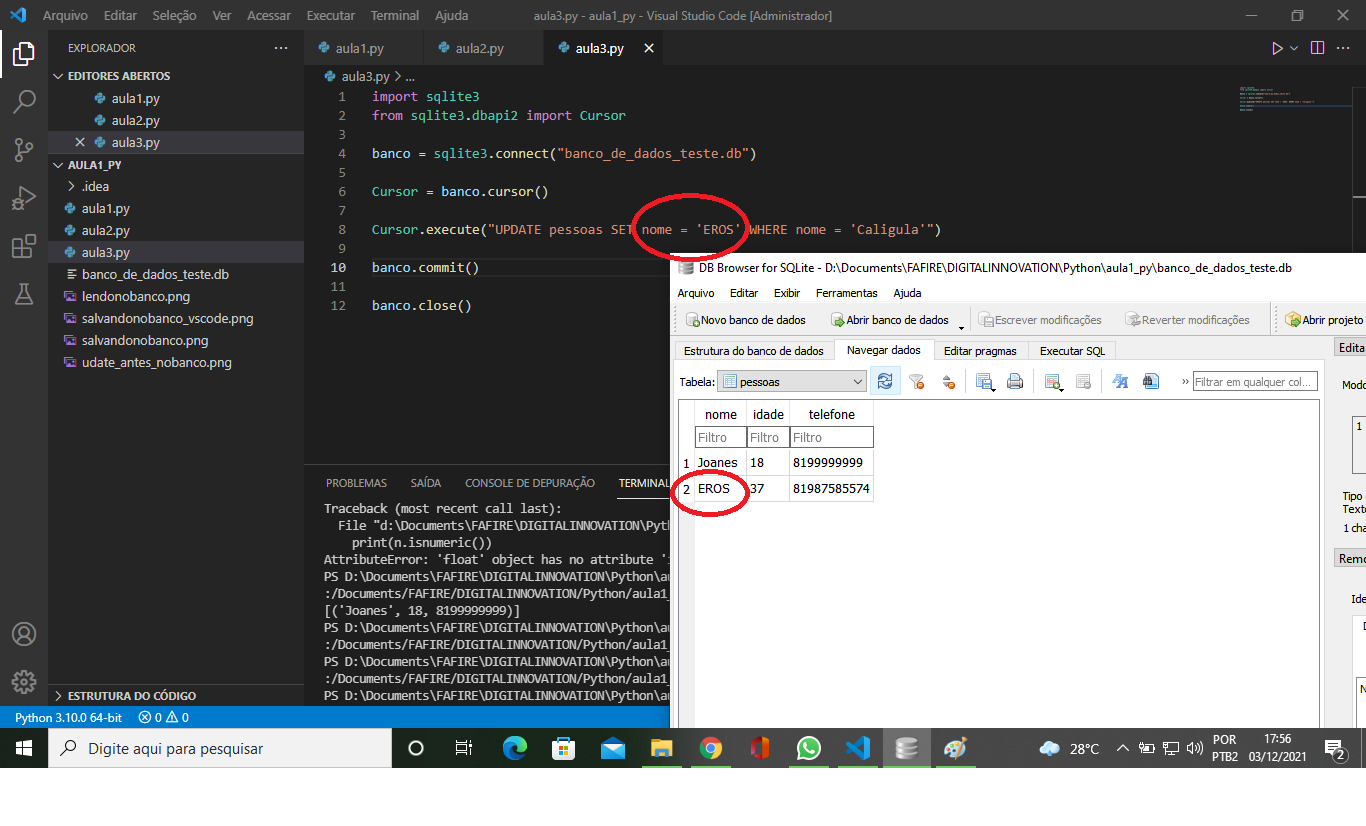 Arquivo Editar Seleção Ver Acessar Executar Terminal Ajuda aula3.py - aula1_py - Visual Studio Code [Administrador]
EXPLORADOR
EDITORES ABERTOS
aula1.py
aula2.py
aula3.py
AULA1_PY
.idea
aula1.py
aula2.py
aula3.py
banco_de_dados_teste.db
lendonobanco.png
salvandonobanco_vscode.png
salvandonobanco.png
udate_antes_nobanco.png
ESTRUTURA DO CÓDIGO
aula1.py aula2.py aula3.py
aula3.py > ...
1 import sqlite3
2 from sqlite3.dbapi2 import Cursor
3
4 banco = sqlite3.connect("banco_de_dados_teste.db")
5
6 Cursor = banco.cursor()
7
8 Cursor.execute("UPDATE pessoas SET nome = 'EROS' WHERE nome = 'Caligula'")
9
10 banco.commit()
11
12 banco.close()
PROBLEMAS SAÍDA CONSOLE DE DEPURAÇÃO TERMINAL
Traceback (most recent call last):
File "d:\Documents\FAFIRE\DIGITALINNOVATION\Pyth
print(n.isnumeric())
AttributeError: 'float' object has no attribute '
PS D:\Documents\FAFIRE\DIGITALINNOVATION\Python\au
:/Documents/FAFIRE/DIGITALINNOVATION/Python/aula1_
[('Joanes', 18, 8199999999)]
PS D:\Documents\FAFIRE\DIGITALINNOVATION\Python\au
:/Documents/FAFIRE/DIGITALINNOVATION/Python/aula1_
PS D:\Documents\FAFIRE\DIGITALINNOVATION\Python\au
:/Documents/FAFIRE/DIGITALINNOVATION/Python/aula1_
PS D:\Documents\FAFIRE\DIGITALINNOVATION\Python\au
DB Browser for SQLite - D:\Documents\FAFIRE\DIGITALINNOVATION\Python\aula1_py\banco_de_dados_teste.db
Arquivo Editar Exibir Ferramentas Ajuda
Novo banco de dados Abrir banco de dados Escrever modificações Reverter modificações Abrir projeto
Estrutura do banco de dados Navegar dados Editar pragmas Executar SQL
Tabela: pessoas » Filtrar em qualquer col...
nome idade telefone
Filtro Filtro Filtro
1 Joanes 18 8199999999
2 EROS 37 81987585574
Edita
Modo
1
Tipo
Texto
1 cha
Remo
Ide
N
Python 3.10.0 64-bit 0 0
Digite aqui para pesquisar
28°C
POR
PTB2
17:56
03/12/2021
2